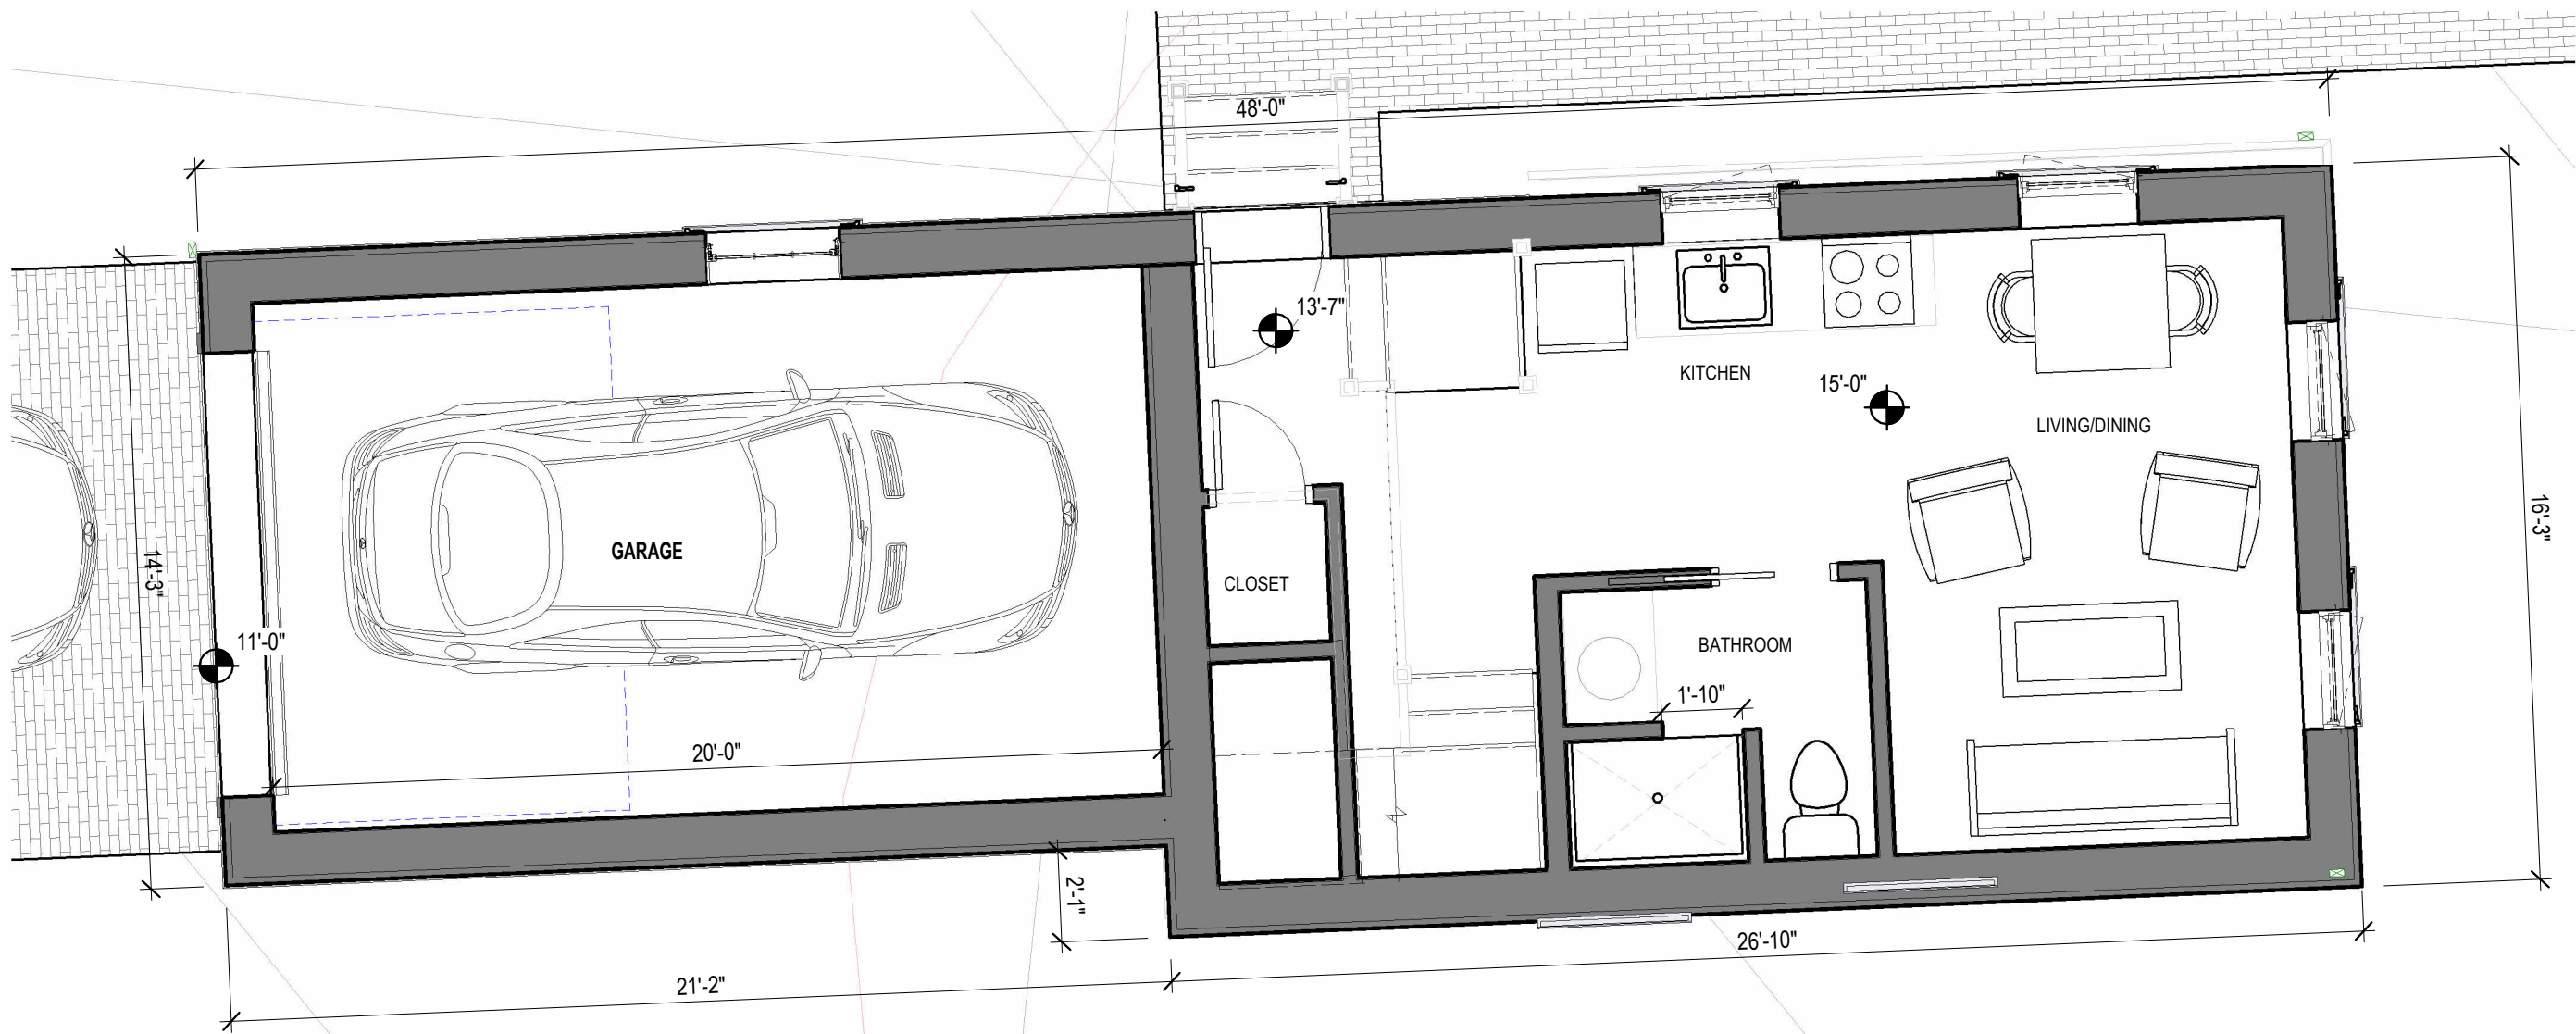 48'-0"
13'-7"
KITCHEN
15'-0"
LIVING/DINING
16'-3"
GARAGE
14'-3"
CLOSET
11'-0"
BATHROOM
1'-10"
20'-0"
2'-1"
26'-10"
21'-2"